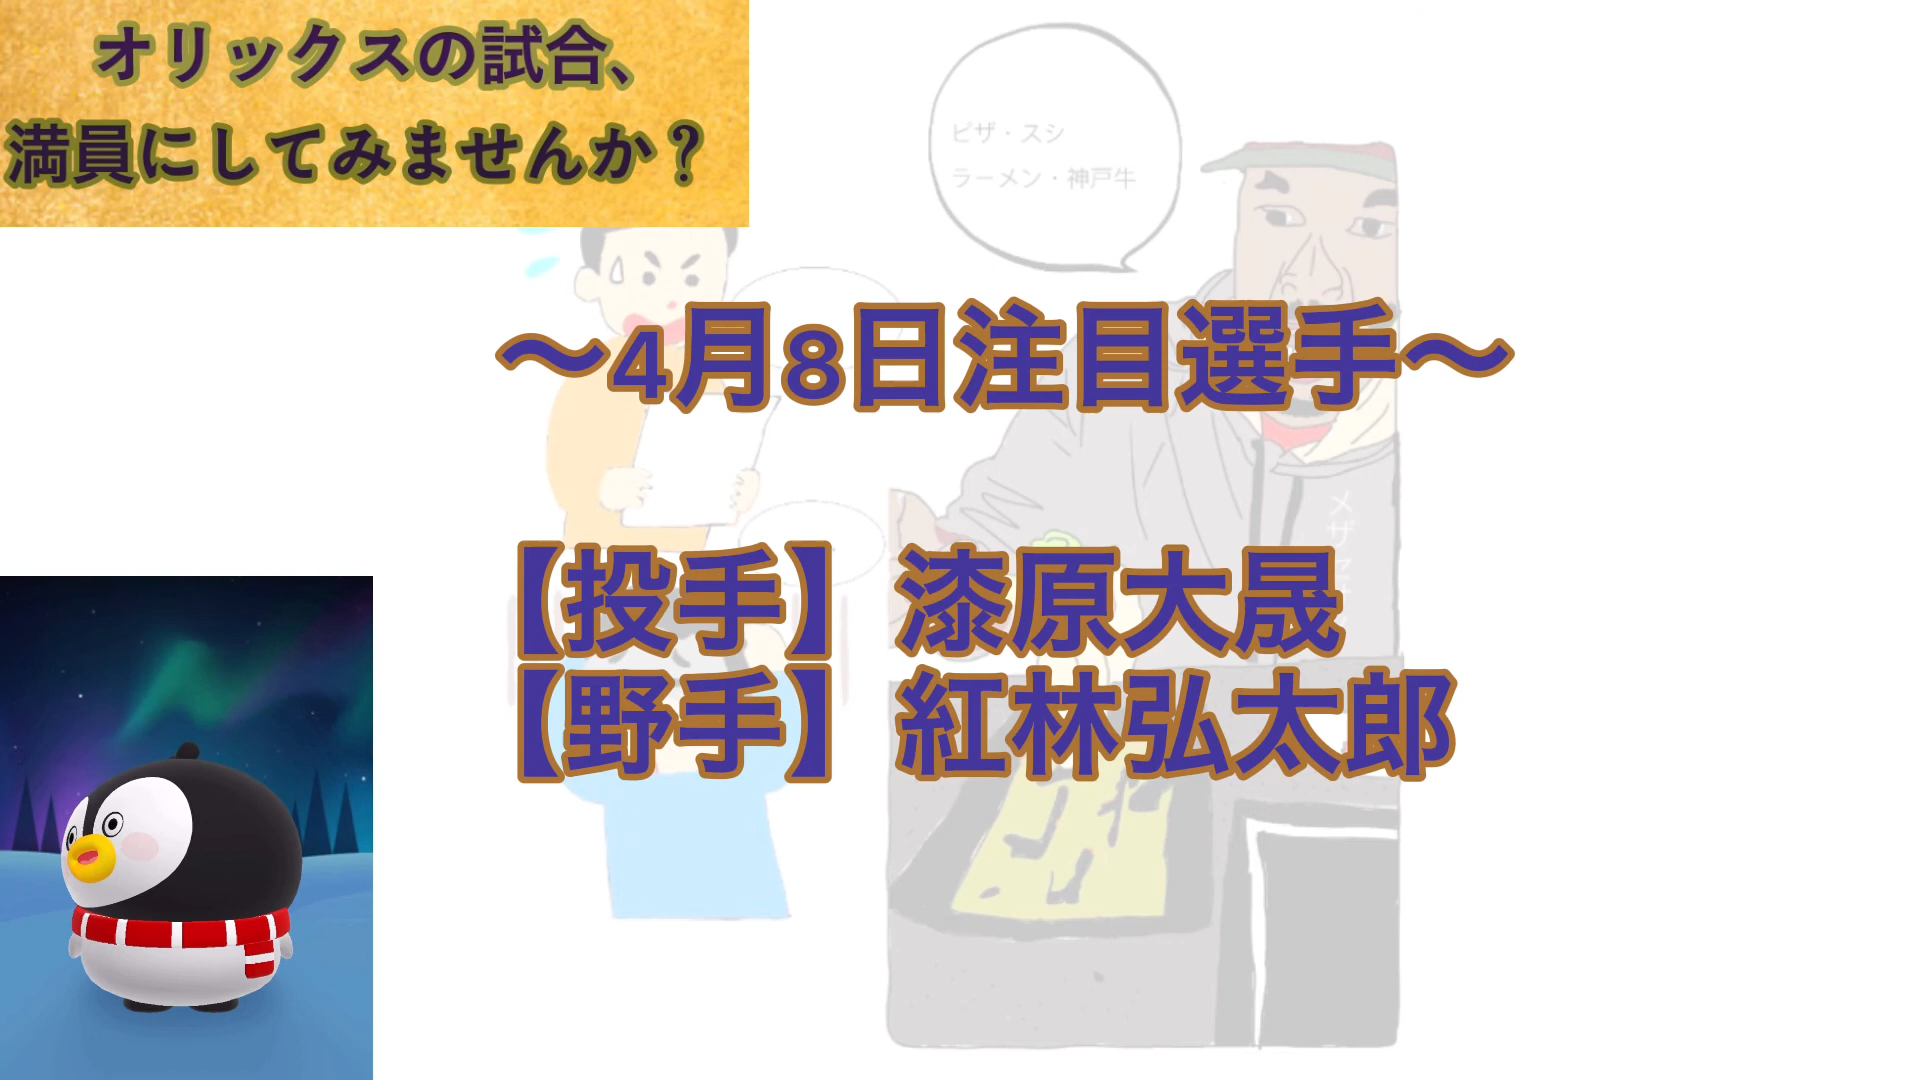 オリックスの試合、
満員にしてみませんか？
ピザ・スシ
ラーメン・神戸牛
～4月8日注目選手～
【投手】漆原大晟
【野手】紅林弘太郎